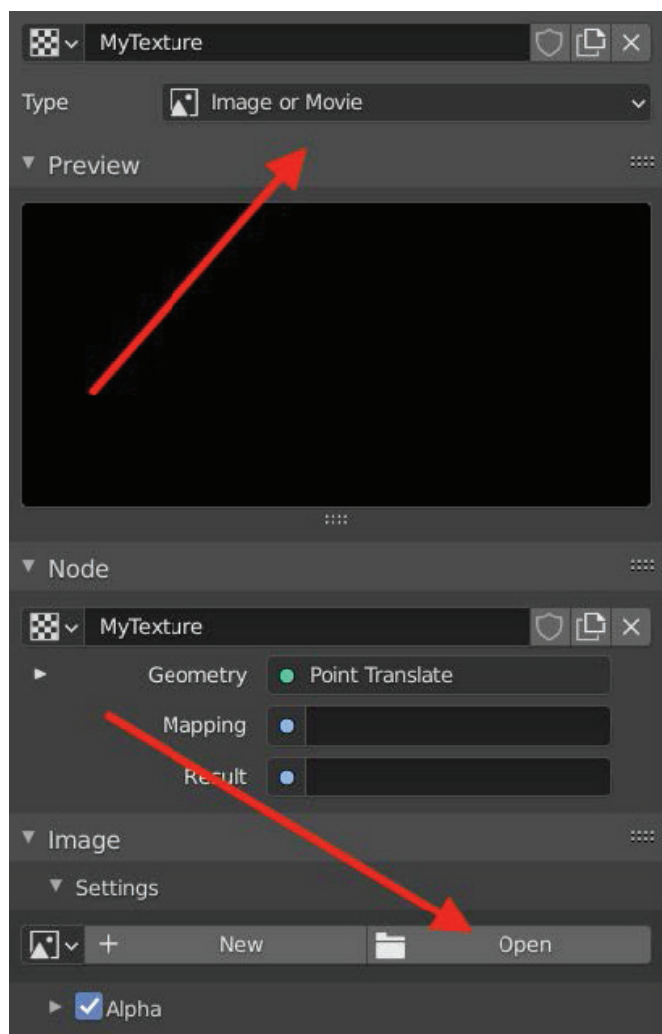 MyTexture
Type Image or Movie
Preview
Node
MyTexture
Geometry Point Translate
Mapping
Result
Image
Settings
+ New Open
Alpha